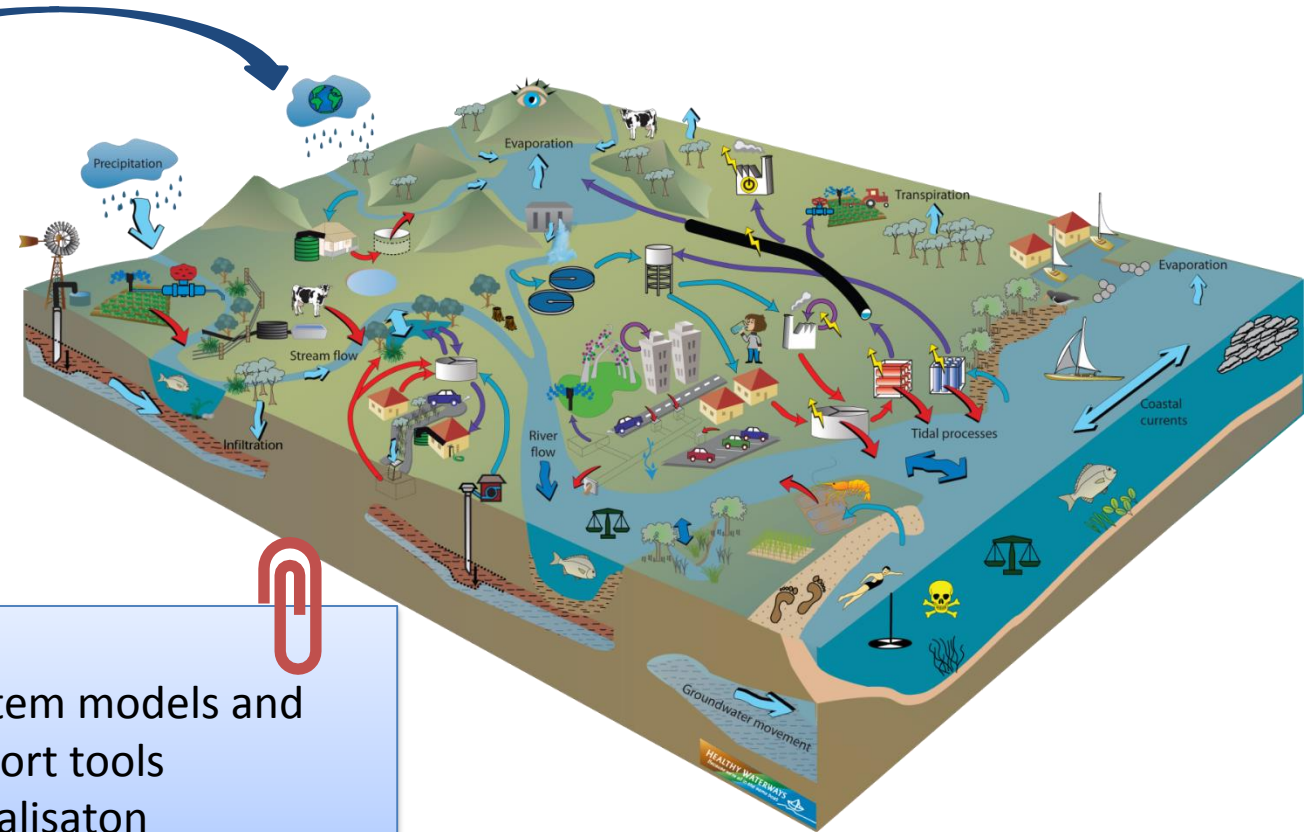 Precipitation
Evaporation
Transpiration
Evaporation
Stream flow
Infiltration
River
flow
Tidal processes
Coastal
currents
Groundwater movement
HEALTHY WATERWAYS
tem models and
ort tools
alisaton